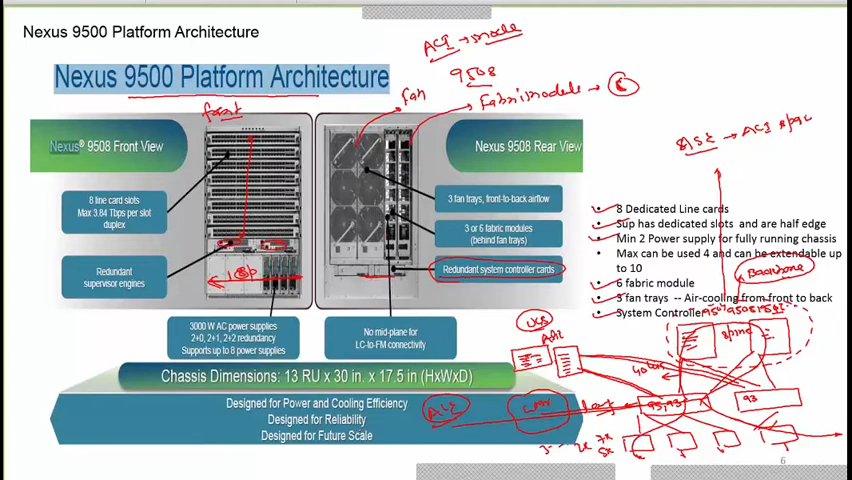 Nexus 9500 Platform Architecture
Nexus 9500 Platform Architecture
ACI → mode
9508
front
fan
Fabricmodule → 6
ASE → ACI
Nexus® 9508 Front View
Nexus 9508 Rear View
8 line card slots
Max 3.84 Tbps per slot
duplex
Redundant
supervisor engines
3000 W AC power supplies
2+0, 2+1, 2+2 redundancy
Supports up to 8 power supplies
3 fan trays, front-to-back airflow
3 or 6 fabric modules
(behind fan trays)
Redundant system controller cards
No mid-plane for
LC-to-FM connectivity
• 8 Dedicated Line cards
• Sup has dedicated slots and are half edge
• Min 2 Power supply for fully running chassis
• Max can be used 4 and can be extendable up
to 10
• 6 fabric module
• 3 fan trays -- Air-cooling from front to back
• System Controller
Backbone
Spine
UCS
Chassis Dimensions: 13 RU x 30 in. x 17.5 in (HxWxD)
Designed for Power and Cooling Efficiency
Designed for Reliability
Designed for Future Scale
leaf
95,93
93
6